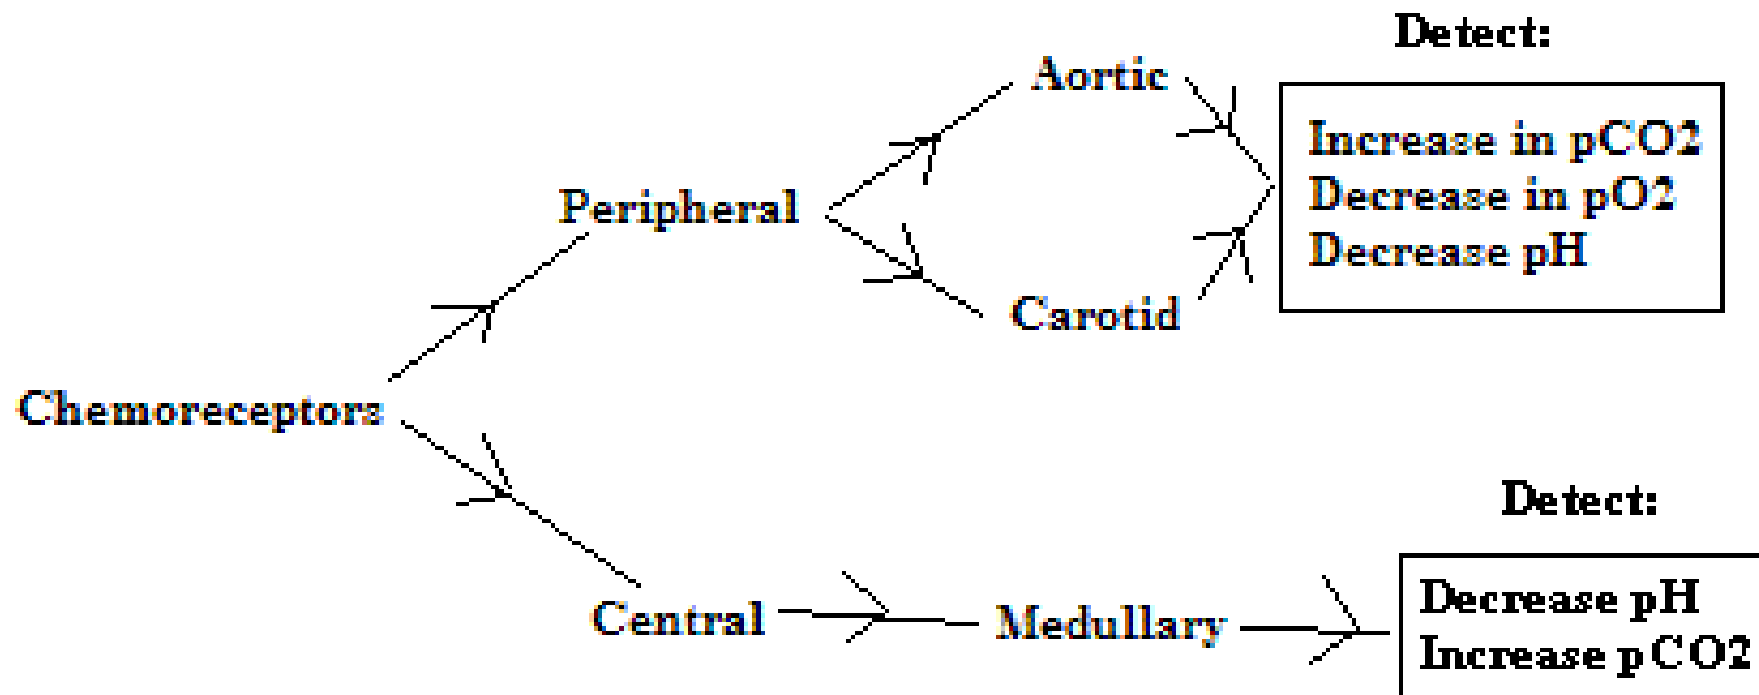 Detect:
Aortic
Increase in pCO2
Decrease in pO2
Decrease pH
Peripheral
Carotid
Chemoreceptors
Detect:
Central
Medullary
Decrease pH
Increase pCO2